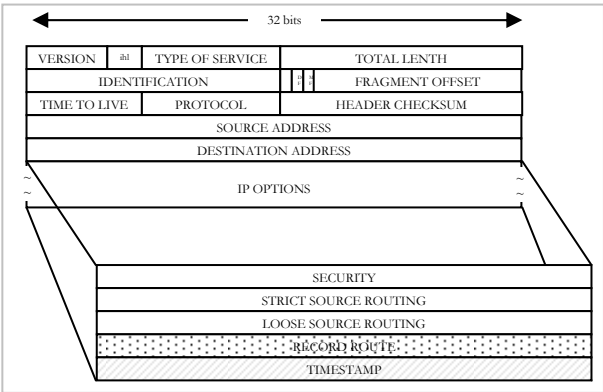 32 bits
VERSION ihl TYPE OF SERVICE TOTAL LENTH
IDENTIFICATION FRAGMENT OFFSET
TIME TO LIVE PROTOCOL HEADER CHECKSUM
SOURCE ADDRESS
DESTINATION ADDRESS
~ ~
~ IP OPTIONS ~
SECURITY
STRICT SOURCE ROUTING
LOOSE SOURCE ROUTING
RECORD ROUTE
TIMESTAMP